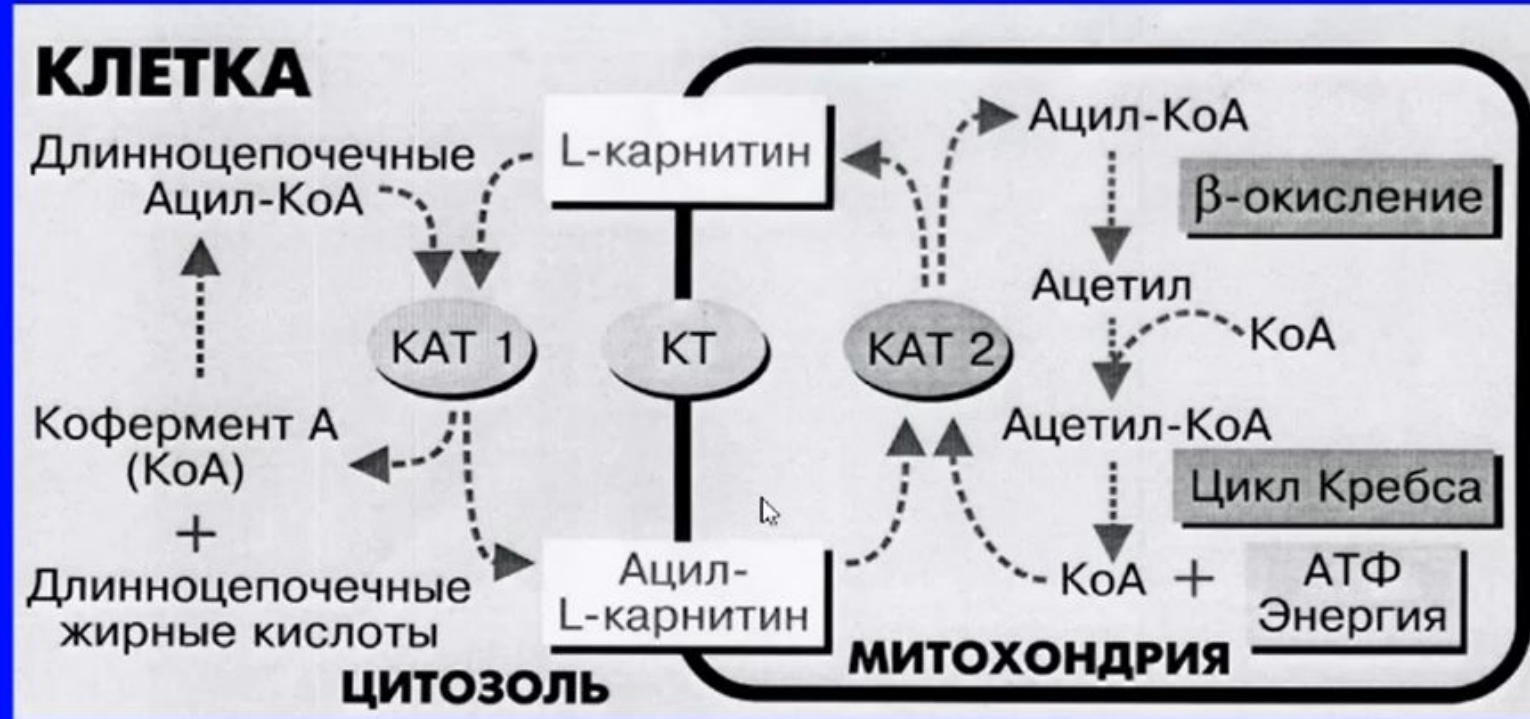 КЛЕТКА
Длинноцепочечные
Ацил-КоА
L-карнитин
Ацил-КоА
β-окисление
Ацетил
КоА
КАТ 1
КТ
КАТ 2
Кофермент А
(КоА)
+
Длинноцепочечные
жирные кислоты
Ацетил-КоА
Цикл Кребса
Ацил-
L-карнитин
КоА + АТФ
Энергия
МИТОХОНДРИЯ
ЦИТОЗОЛЬ